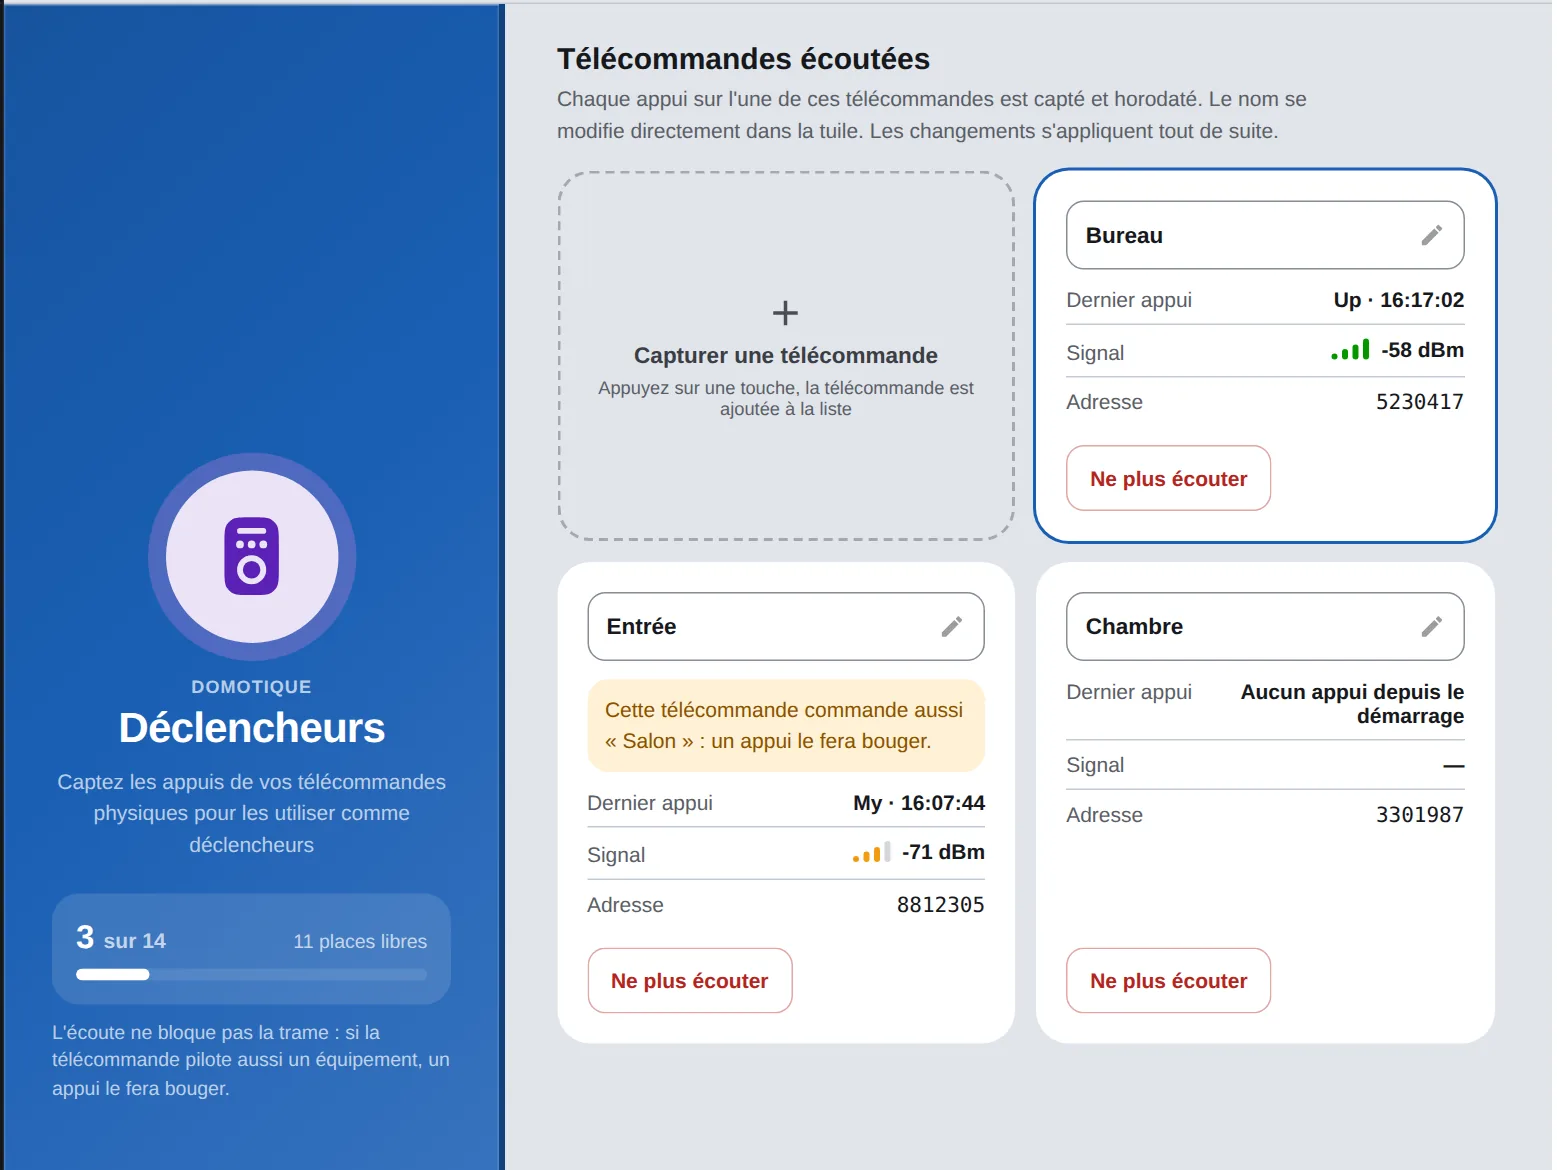 DOMOTIQUE
Déclencheurs
Captez les appuis de vos télécommandes
physiques pour les utiliser comme
déclencheurs
3 sur 14
11 places libres
L'écoute ne bloque pas la trame : si la
télécommande pilote aussi un équipement, un
appui le fera bouger.
Télécommandes écoutées
Chaque appui sur l'une de ces télécommandes est capté et horodaté. Le nom se
modifie directement dans la tuile. Les changements s'appliquent tout de suite.
Capturer une télécommande
Appuyez sur une touche, la télécommande est
ajoutée à la liste
Bureau
Dernier appui Up · 16:17:02
Signal -58 dBm
Adresse 5230417
Ne plus écouter
Entrée
Cette télécommande commande aussi
« Salon » : un appui le fera bouger.
Dernier appui My · 16:07:44
Signal -71 dBm
Adresse 8812305
Ne plus écouter
Chambre
Dernier appui Aucun appui depuis le
démarrage
Signal —
Adresse 3301987
Ne plus écouter